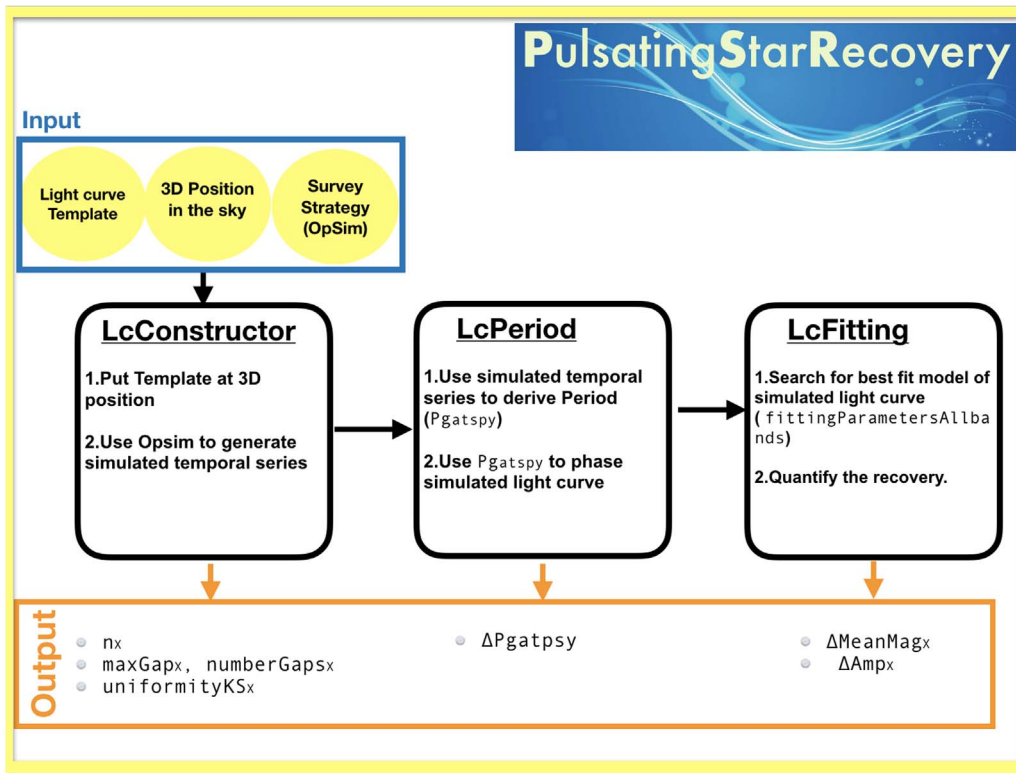 PulsatingStarRecovery
Input
Light curve
Template
3D Position
in the sky
Survey
Strategy
(OpSim)
LcConstructor
1.Put Template at 3D
position
2.Use Opsim to generate
simulated temporal series
LcPeriod
1.Use simulated temporal
series to derive Period
(Pgatspy)
2.Use Pgatspy to phase
simulated light curve
LcFitting
1.Search for best fit model of
simulated light curve
(fittingParametersAllba
nds)
2.Quantify the recovery.
Output
nx
maxGapx, numberGapsx
uniformityKSx
ΔPgatpsy
ΔMeanMagx
ΔAmpx